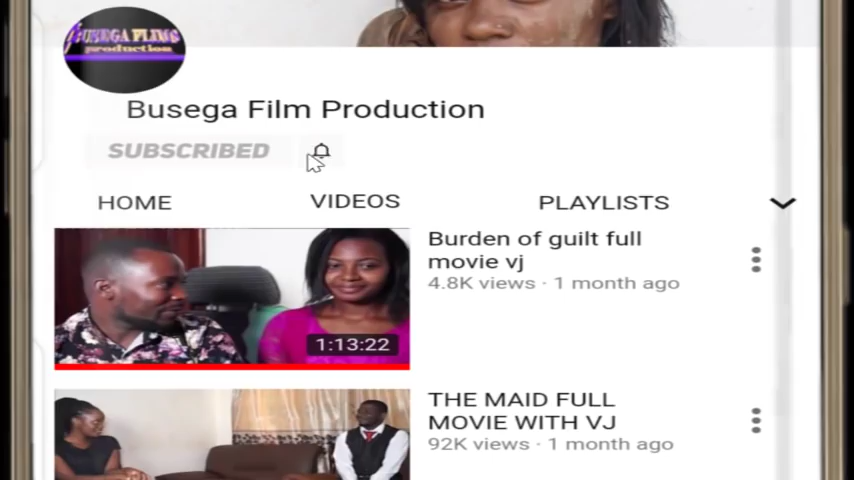 BUSEGA FLIMS
production
Busega Film Production
SUBSCRIBED
HOME
VIDEOS
PLAYLISTS
Burden of guilt full
movie vj
4.8K views · 1 month ago
1:13:22
THE MAID FULL
MOVIE WITH VJ
92K views · 1 month ago